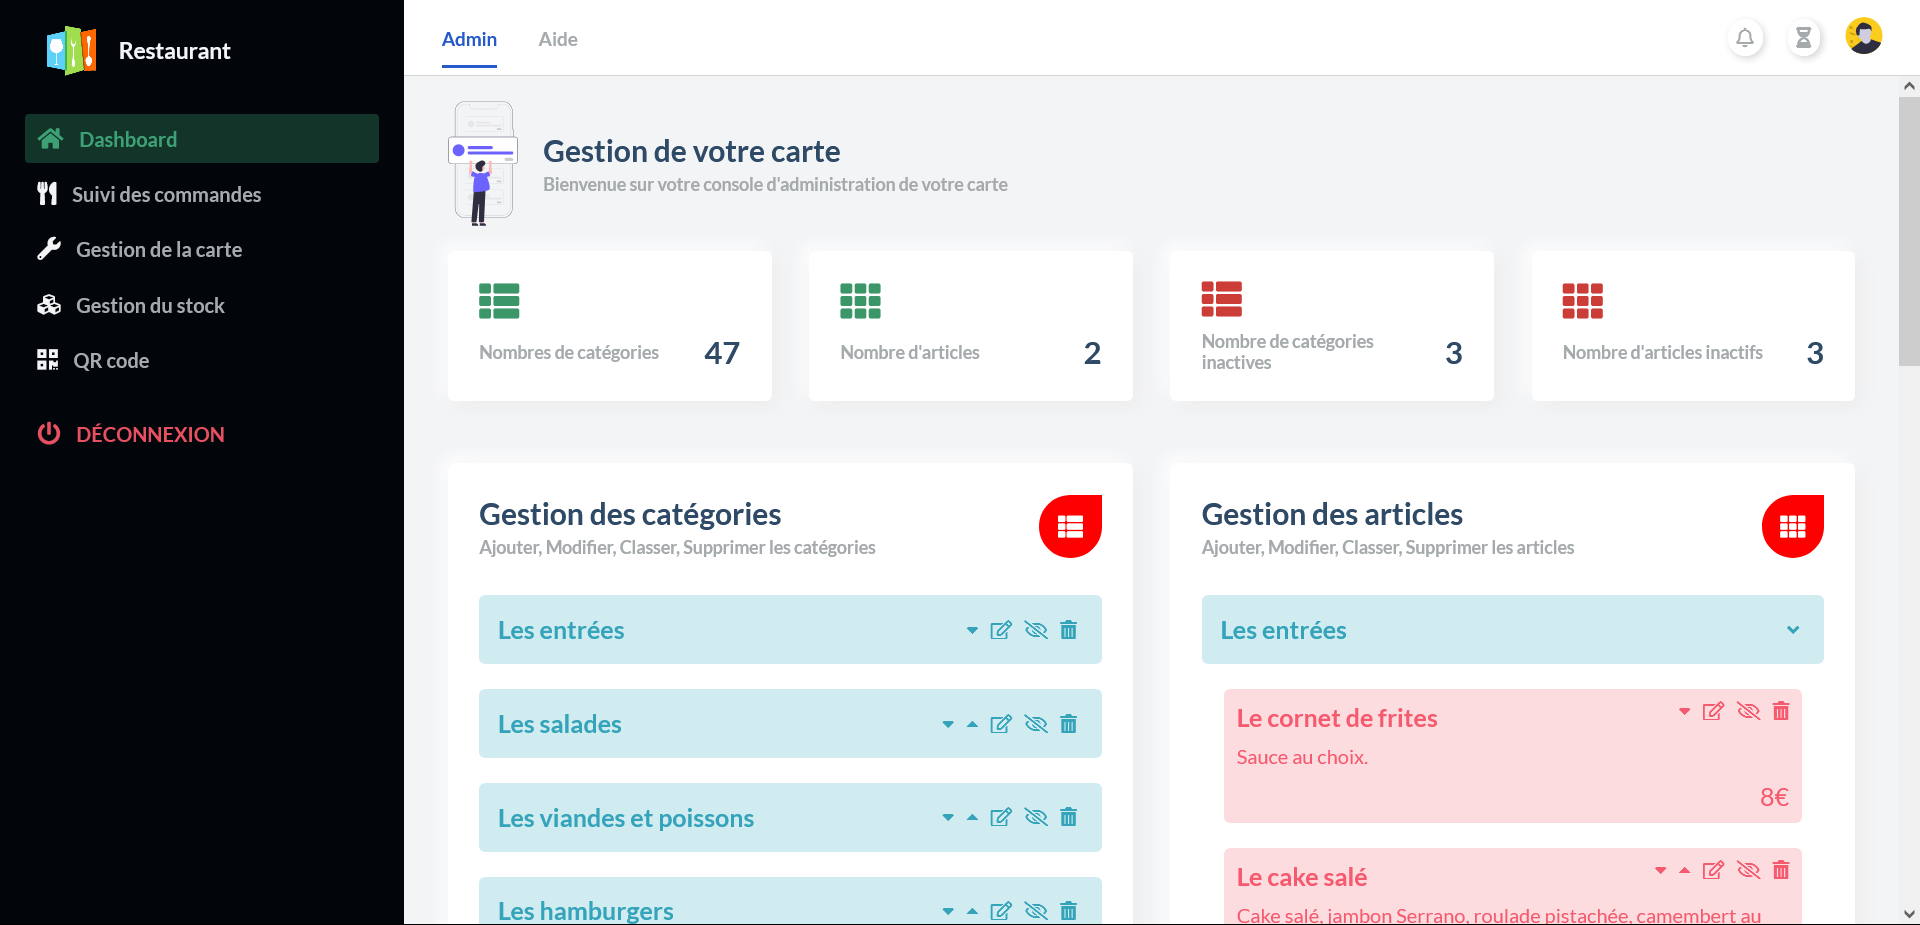 Restaurant
Dashboard
Suivi des commandes
Gestion de la carte
Gestion du stock
QR code
DÉCONNEXION
Admin
Aide
Gestion de votre carte
Bienvenue sur votre console d'administration de votre carte
Nombres de catégories
47
Nombre d'articles
2
Nombre de catégories
inactives
3
Nombre d'articles inactifs
3
Gestion des catégories
Ajouter, Modifier, Classer, Supprimer les catégories
Les entrées
Les salades
Les viandes et poissons
Les hamburgers
Gestion des articles
Ajouter, Modifier, Classer, Supprimer les articles
Les entrées
Le cornet de frites
Sauce au choix.
8€
Le cake salé
Cake salé, jambon Serrano, roulade pistachée, camembert au